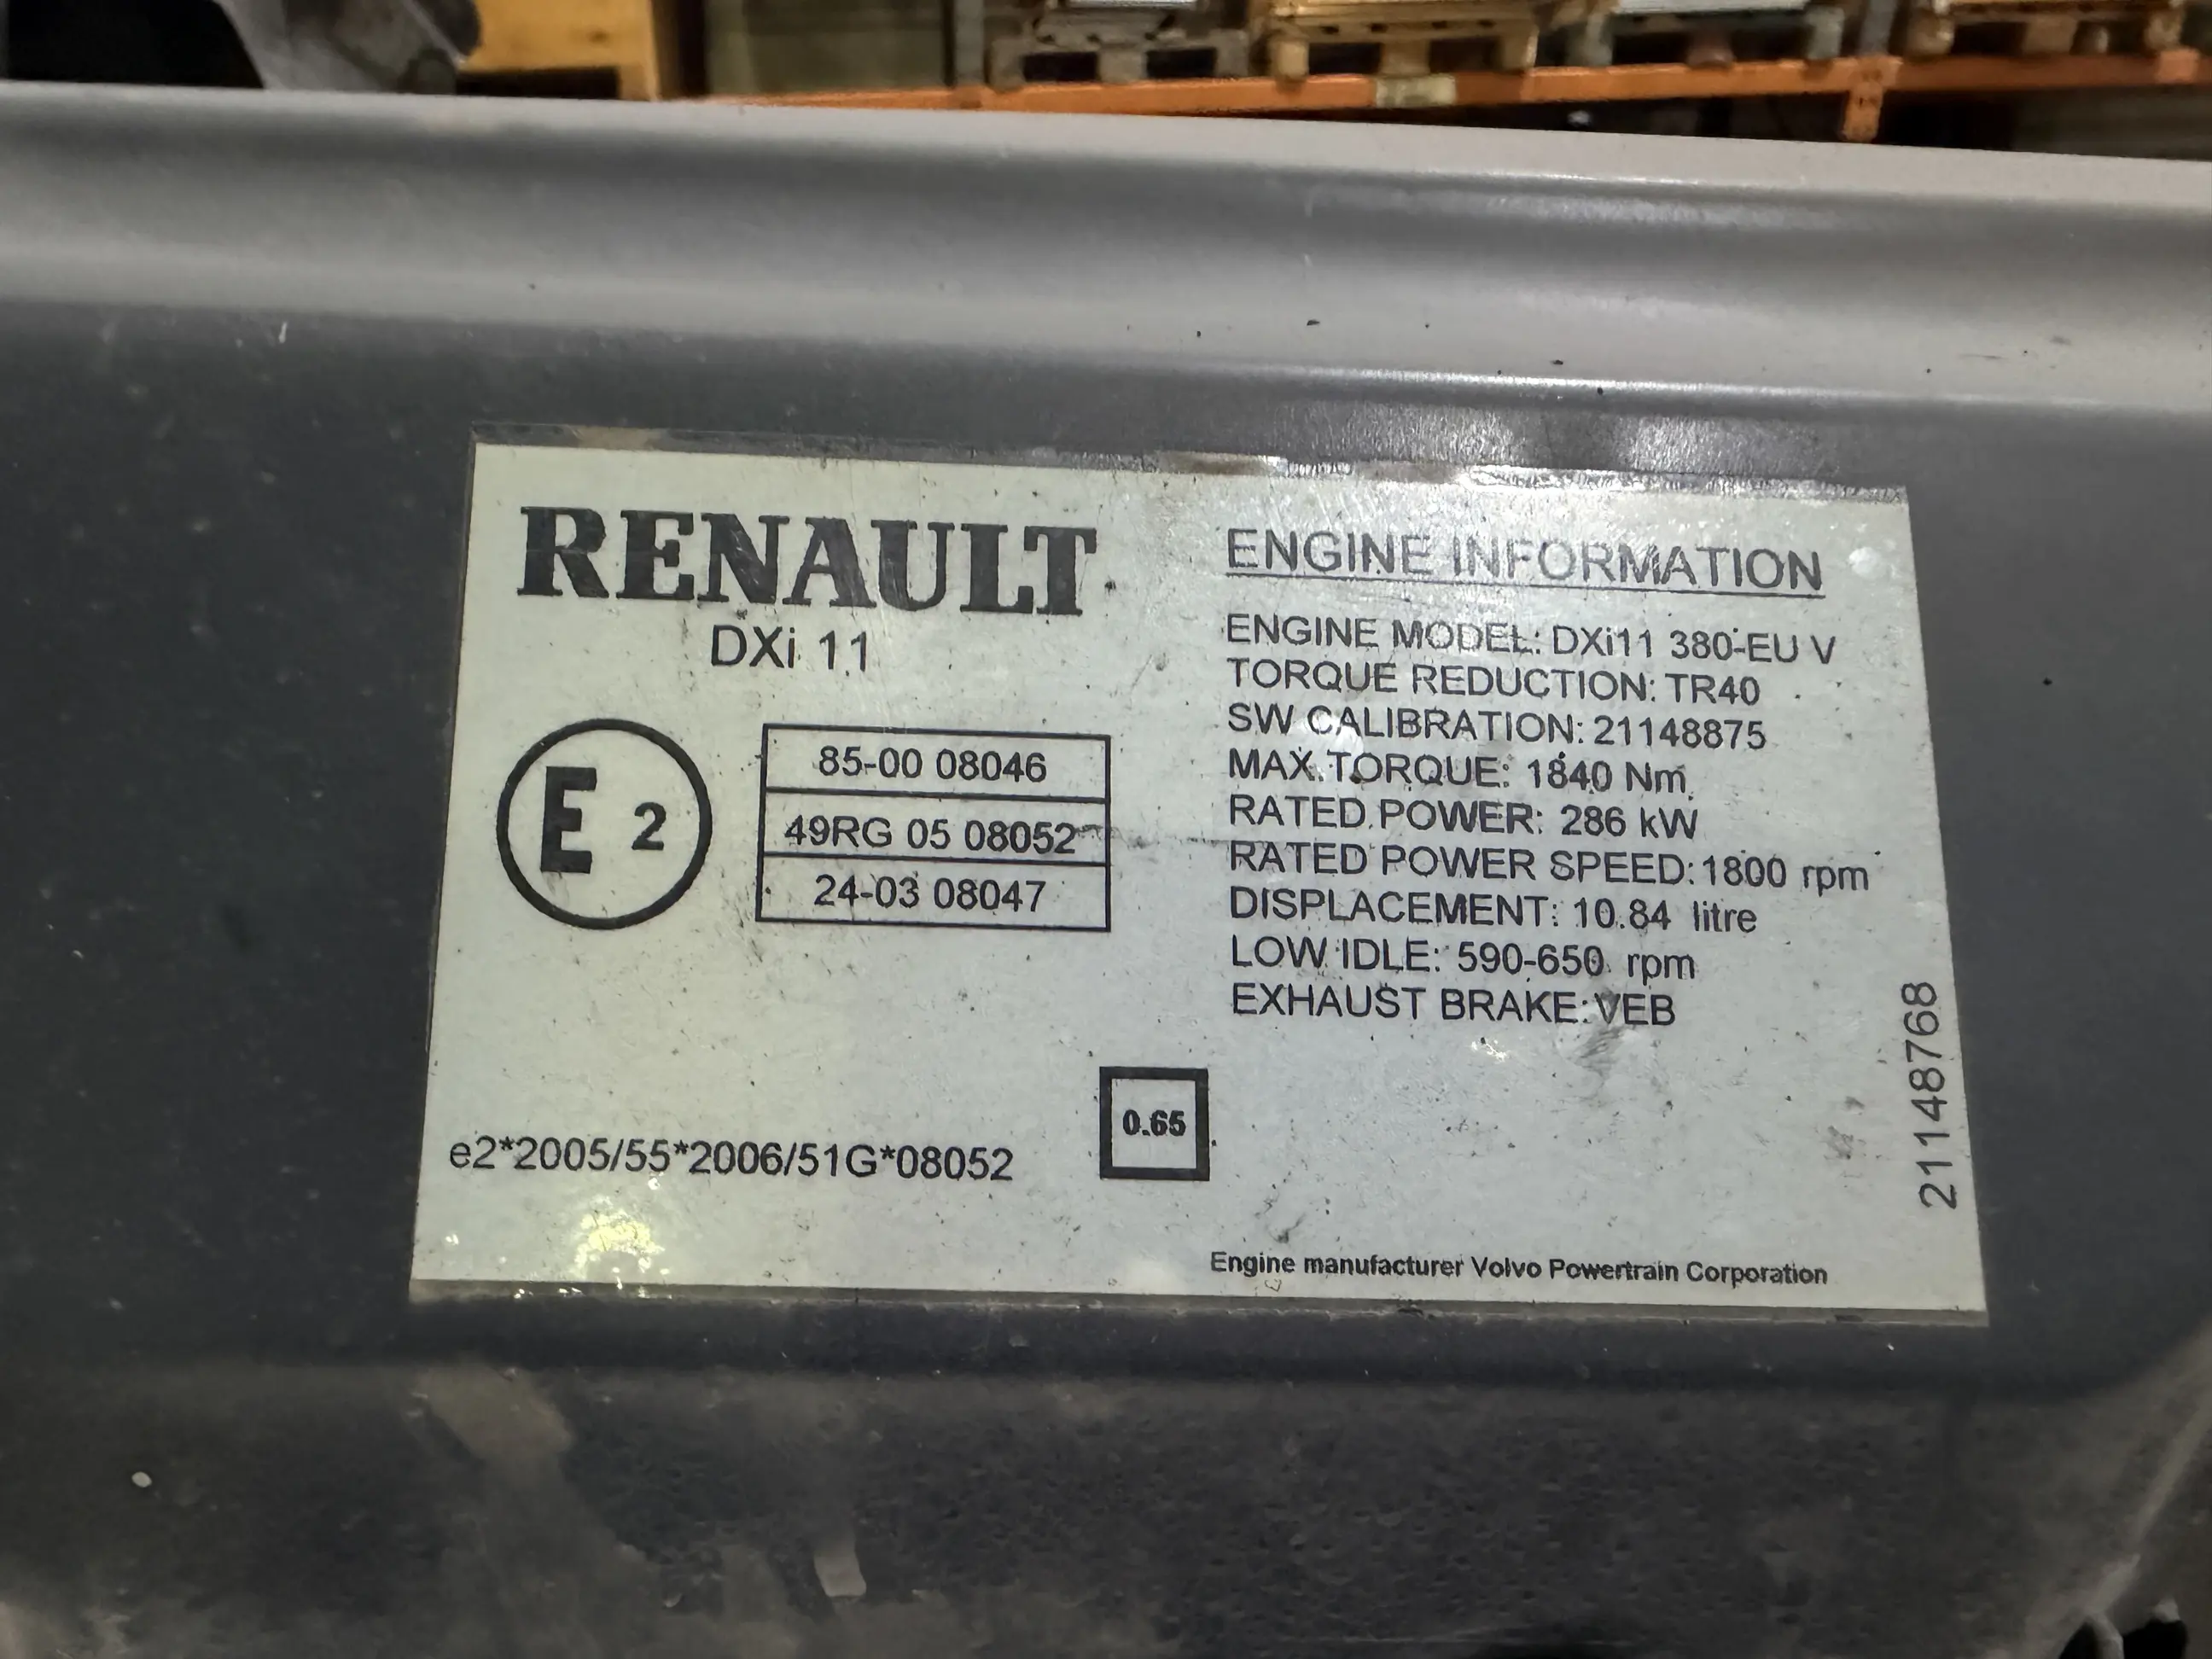 RENAULT
DXi 11
E 2
85-00 08046
49RG 05 08052
24-03 08047
e2*2005/55*2006/51G*08052
0.65
ENGINE INFORMATION
ENGINE MODEL: DXi11 380-EU V
TORQUE REDUCTION: TR40
SW CALIBRATION: 21148875
MAX.TORQUE: 1840 Nm
RATED POWER: 286 kW
RATED POWER SPEED: 1800 rpm
DISPLACEMENT: 10.84 litre
LOW IDLE: 590-650 rpm
EXHAUST BRAKE: VEB
21148768
Engine manufacturer Volvo Powertrain Corporation